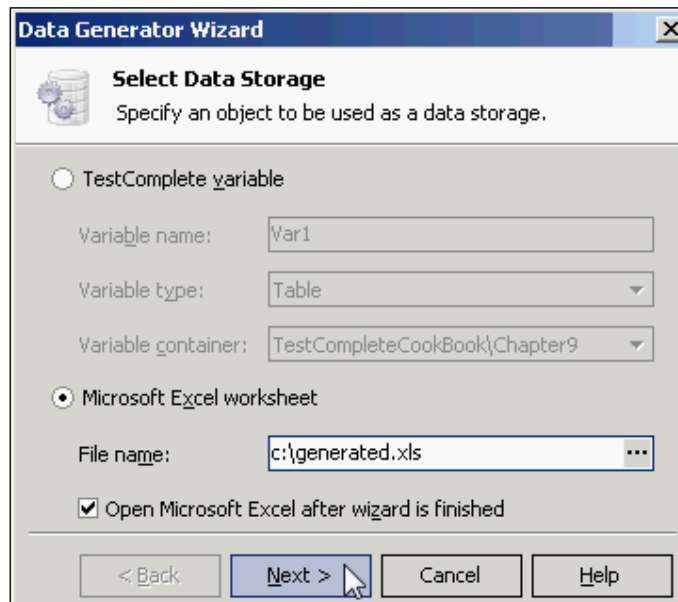 Data Generator Wizard
Select Data Storage
Specify an object to be used as a data storage.
TestComplete variable
Variable name: Var1
Variable type: Table
Variable container: TestCompleteCookBook\Chapter9
Microsoft Excel worksheet
File name: c:\generated.xls ...
Open Microsoft Excel after wizard is finished
< Back Next > Cancel Help